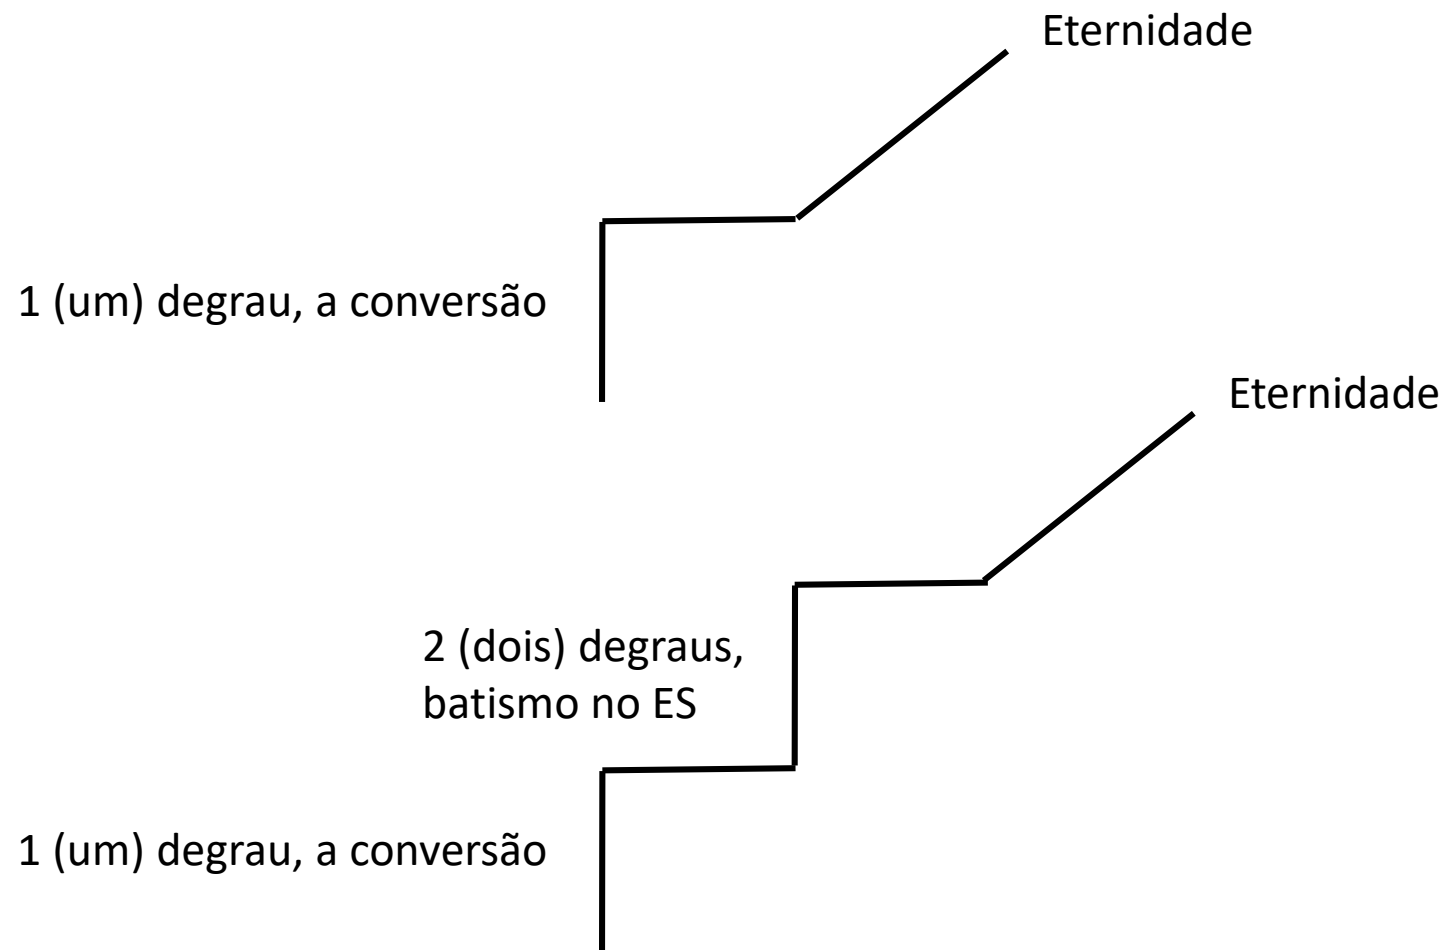 Eternidade
1 (um) degrau, a conversão
Eternidade
2 (dois) degraus,
batismo no ES
1 (um) degrau, a conversão